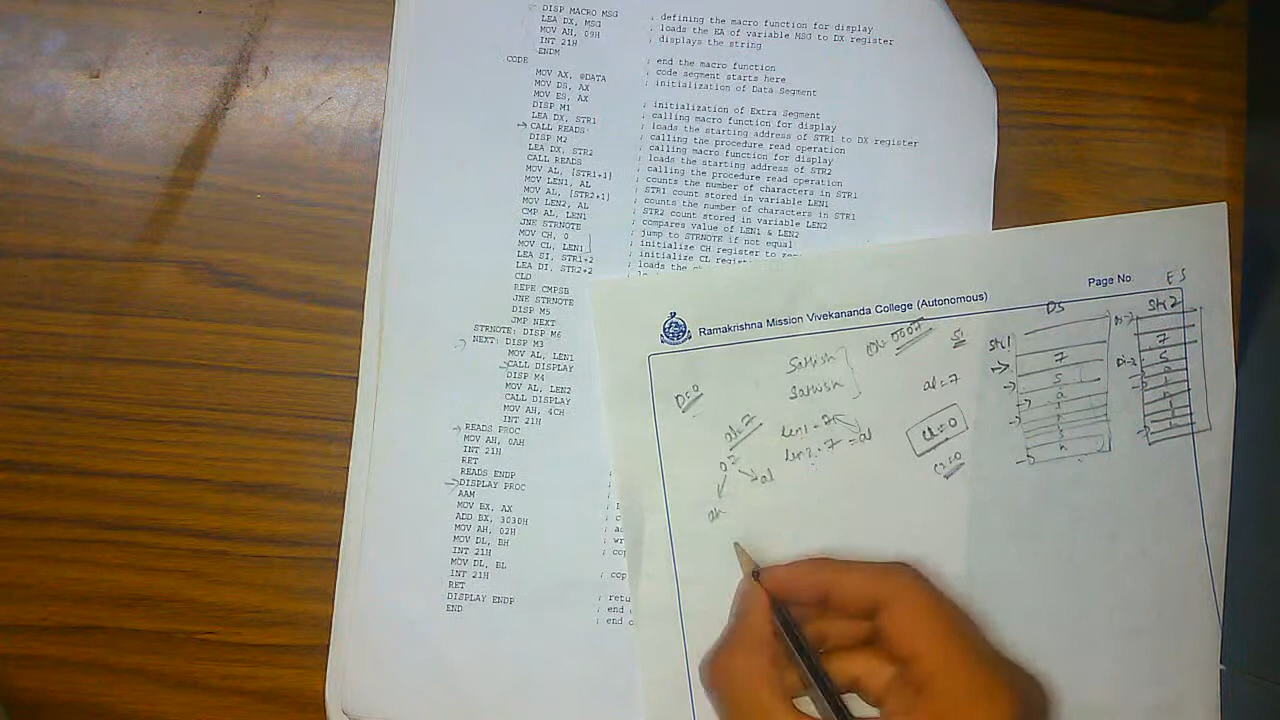 DISP MACRO MSG ; defining the macro function for display
LEA DX, MSG ; loads the EA of variable MSG to DX register
MOV AH, 09H ; displays the string
INT 21H
ENDM ; end the macro function
CODE ; code segment starts here
MOV AX, @DATA ; initialization of Data Segment
MOV DS, AX
MOV ES, AX ; initialization of Extra Segment
DISP M1 ; calling macro function for display
LEA DX, STR1 ; loads the starting address of STR1 to DX register
CALL READS ; calling the procedure read operation
DISP M2 ; calling macro function for display
LEA DX, STR2 ; loads the starting address of STR2
CALL READS ; calling the procedure read operation
MOV AL, [STR1+1] ; counts the number of characters in STR1
MOV LEN1, AL ; STR1 count stored in variable LEN1
MOV AL, [STR2+1] ; counts the number of characters in STR1
MOV LEN2, AL ; STR2 count stored in variable LEN2
CMP AL, LEN1 ; compares value of LEN1 & LEN2
JNE STRNOTE ; jump to STRNOTE if not equal
MOV CH, 0 ; initialize CH register to
MOV CL, LEN1 ; initialize CL
LEA SI, STR1+2 ; loads the
LEA DI, STR2+2
CLD
REPE CMPSB
JNE STRNOTE
DISP M5
JMP NEXT
STRNOTE: DISP M6
NEXT: DISP M3
MOV AL, LEN1
CALL DISPLAY
DISP M4
MOV AL, LEN2
CALL DISPLAY
MOV AH, 4CH
INT 21H
READS PROC
MOV AH, 0AH
INT 21H
RET
READS ENDP
DISPLAY PROC
AAM
MOV BX, AX
ADD BX, 3030H
MOV AH, 02H
MOV DL, BH
INT 21H
MOV DL, BL
INT 21H
RET
DISPLAY ENDP
END
; cop
; retu
; end
; end
Ramakrishna Mission Vivekananda College (Autonomous)
Page No.
ES
DS
Str2
Str1
SI
7
7
Sathish
Sathish
al=7
D=0
al=7
len1 = 7
len2 = 7 = al
07
al
ah